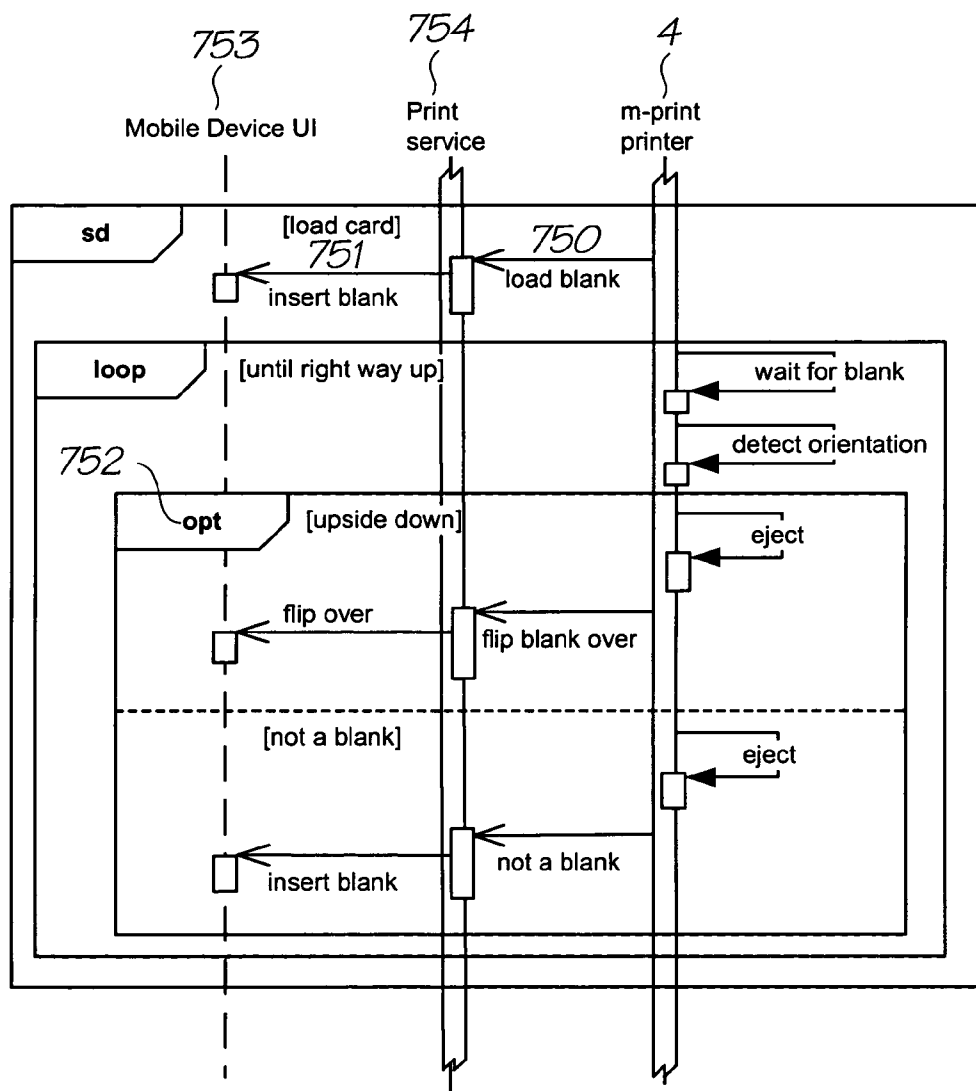 753
754
4
Mobile Device UI
Print
service
m-print
printer
sd
[load card]
751
750
insert blank
load blank
loop
[until right way up]
wait for blank
detect orientation
752
opt
[upside down]
eject
flip over
flip blank over
[not a blank]
eject
not a blank
insert blank